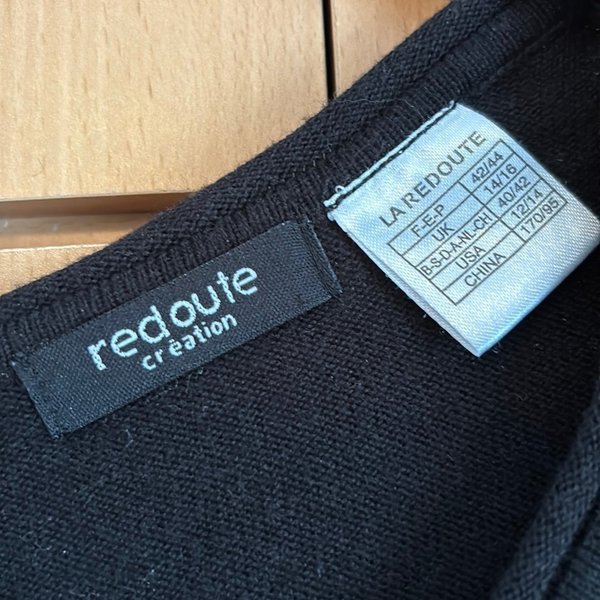 redoute
création
LA REDOUTE
F-E-P 42/44
UK 14/16
B-S-D-A-NL-CH 40/42
USA 12/14
CHINA 170/95